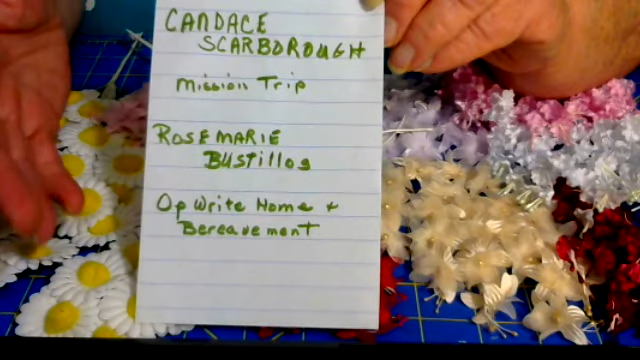 CANDACE
SCARBOROUGH
Mission Trip
ROSEMARIE
BUSTillos
Op Write Home +
Bereavement